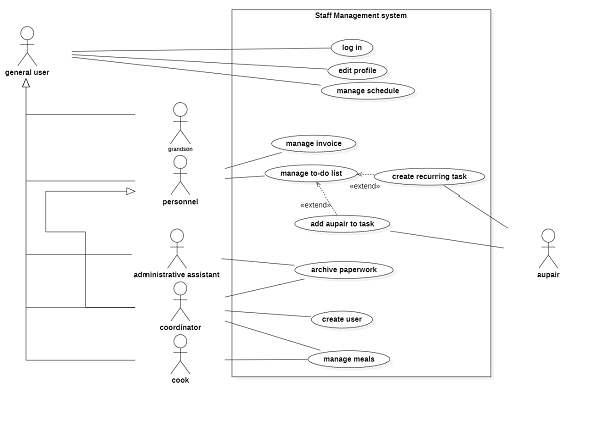 Staff Management system
log in
general user
edit profile
manage schedule
grandson
manage invoice
manage to-do list
create recurring task
«extend»
personnel
«extend»
add aupair to task
administrative assistant
archive paperwork
aupair
coordinator
create user
manage meals
cook